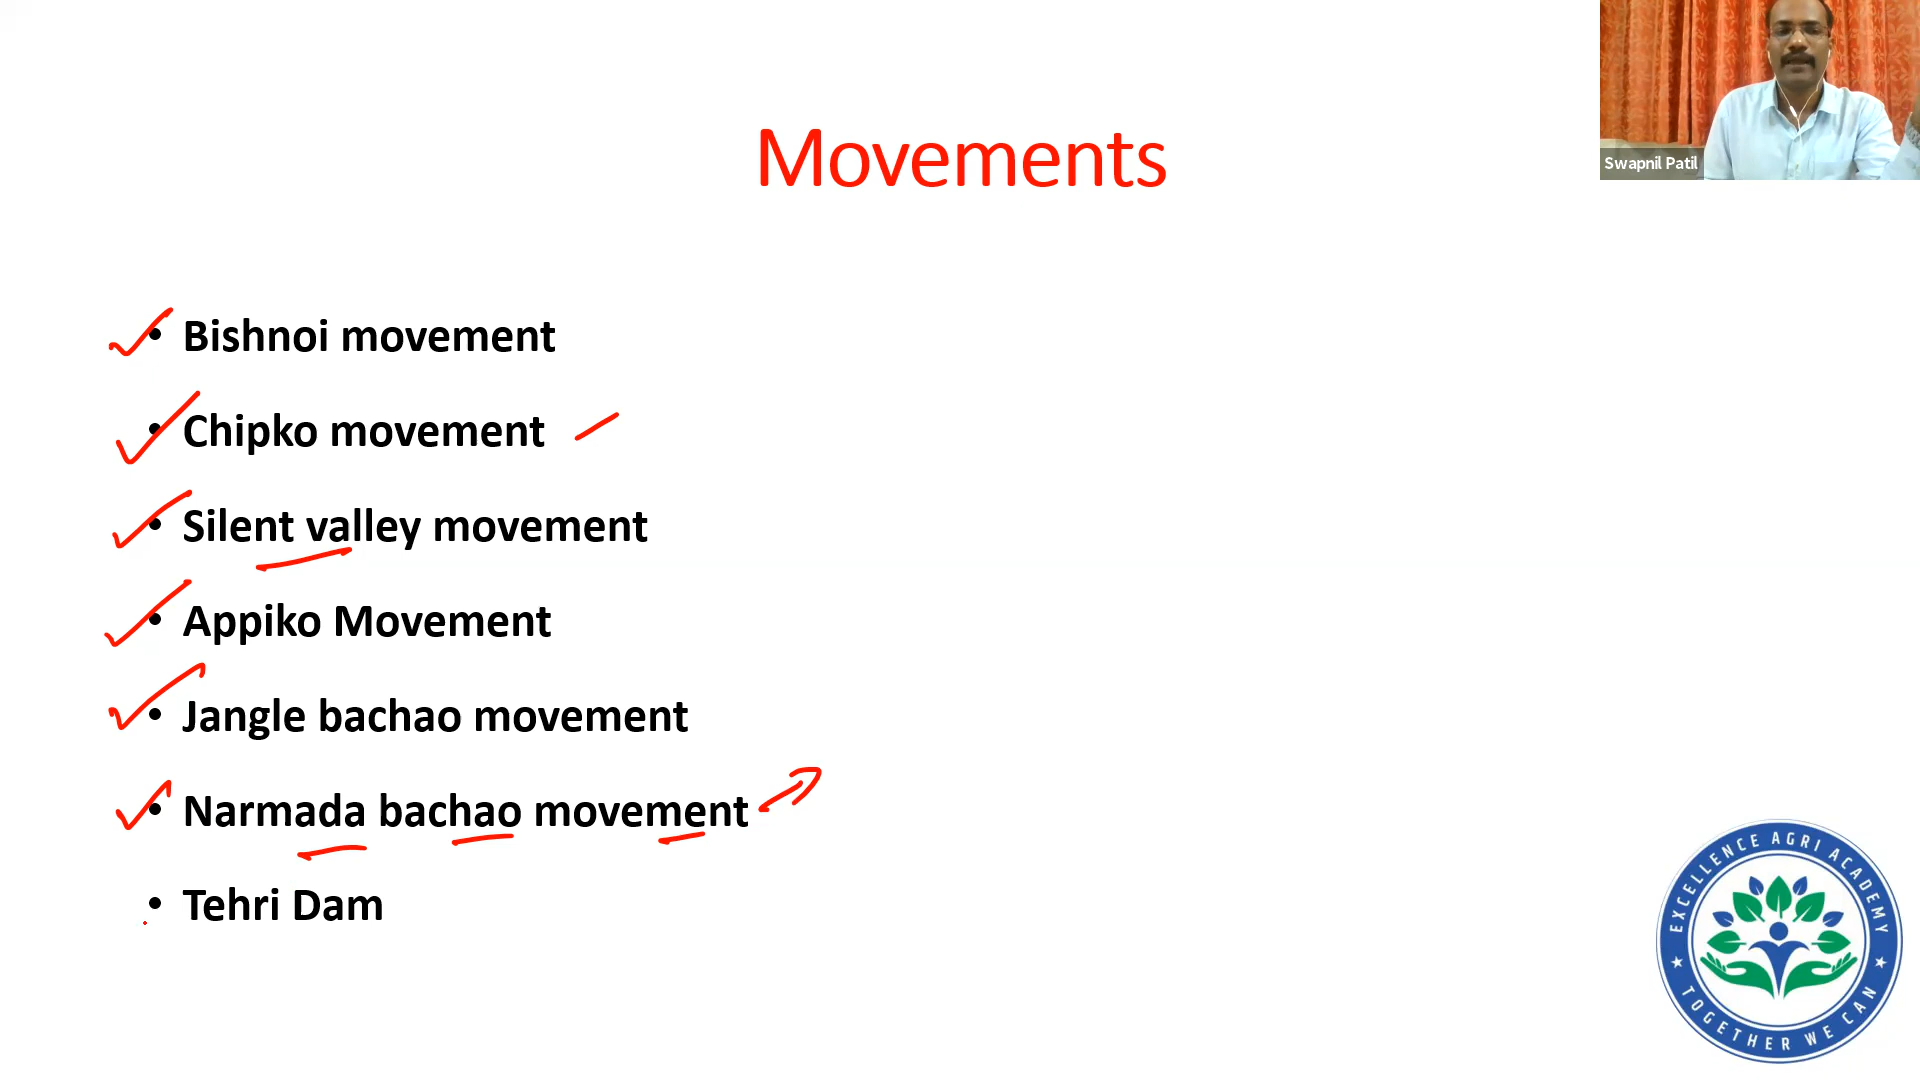 Movements
Swapnil Patil
• Bishnoi movement
• Chipko movement
• Silent valley movement
• Appiko Movement
• Jangle bachao movement
• Narmada bachao movement
• Tehri Dam
EXCELLENCE AGRI ACADEMY
TOGETHER WE CAN